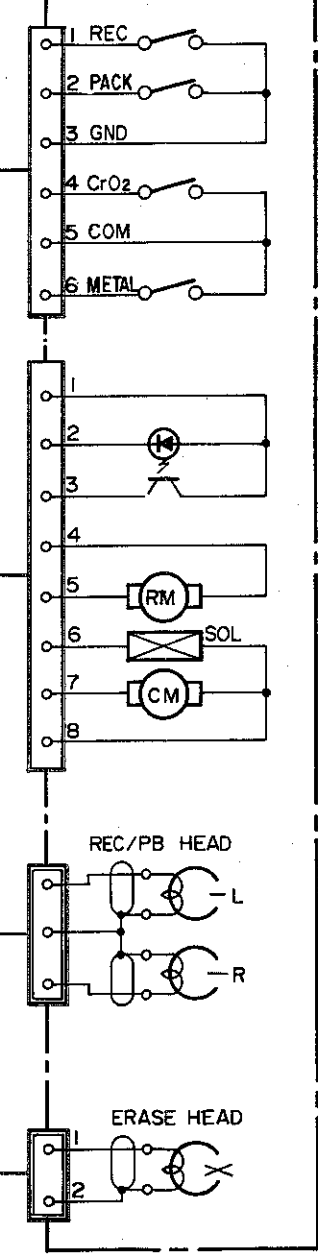 1 REC
2 PACK
3 GND
4 CrO2
5 COM
6 METAL
1
2
3
4
5 RM
6 SOL
7 CM
8
REC/PB HEAD
L
R
ERASE HEAD
1
2